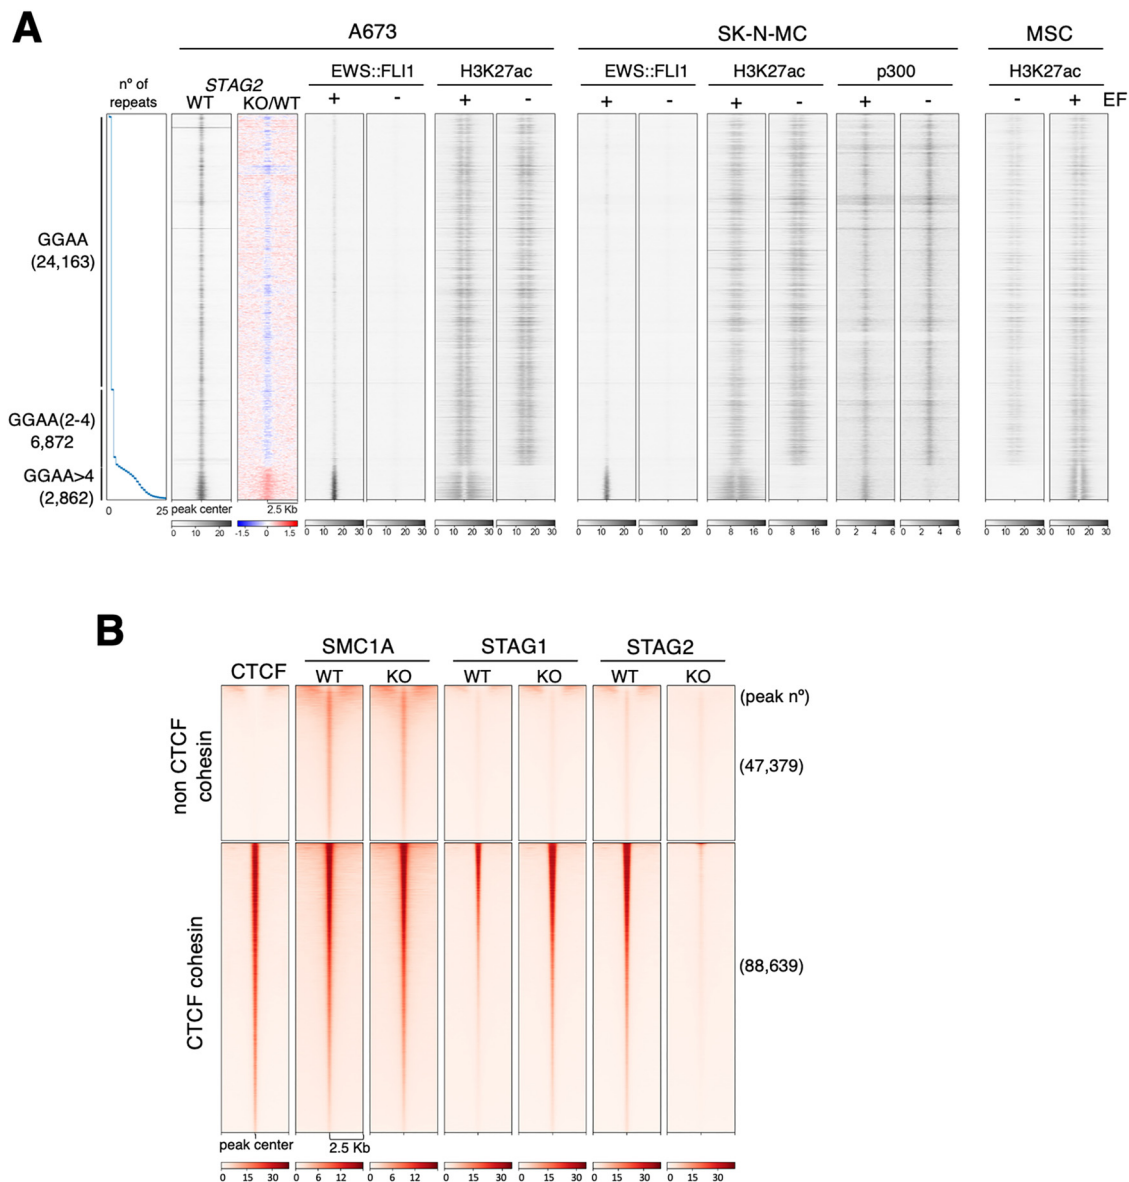 A
A673 SK-N-MC MSC
nº of STAG2 EWS::FLI1 H3K27ac EWS::FLI1 H3K27ac p300 H3K27ac
repeats WT KO/WT + - + - + - + - + - - + EF
GGAA
(24,163)
GGAA(2-4)
6,872
GGAA>4
(2,862)
0 25 peak center 2.5 Kb
0 10 20 -1.5 0 1.5 0 10 20 30 0 10 20 30 0 10 20 30 0 10 20 30 0 10 20 0 10 20 0 8 16 0 8 16 0 2 4 6 0 2 4 6 0 10 20 30 0 10 20 30
B
SMC1A STAG1 STAG2
CTCF WT KO WT KO WT KO
(peak nº)
non CTCF
cohesin
(47,379)
CTCF cohesin
(88,639)
peak center 2.5 Kb
0 15 30 0 6 12 0 6 12 0 15 30 0 15 30 0 15 30 0 15 30